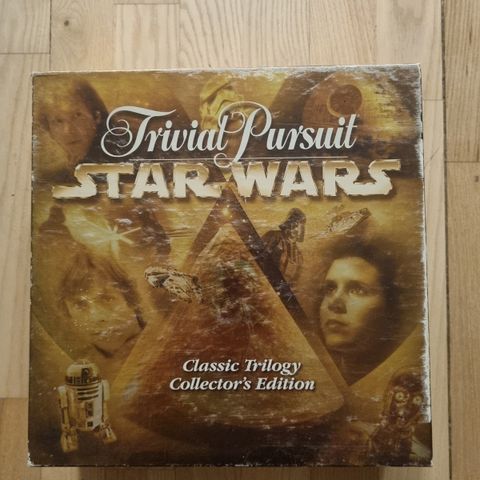 Trivial Pursuit
STAR WARS
Classic Trilogy
Collector's Edition